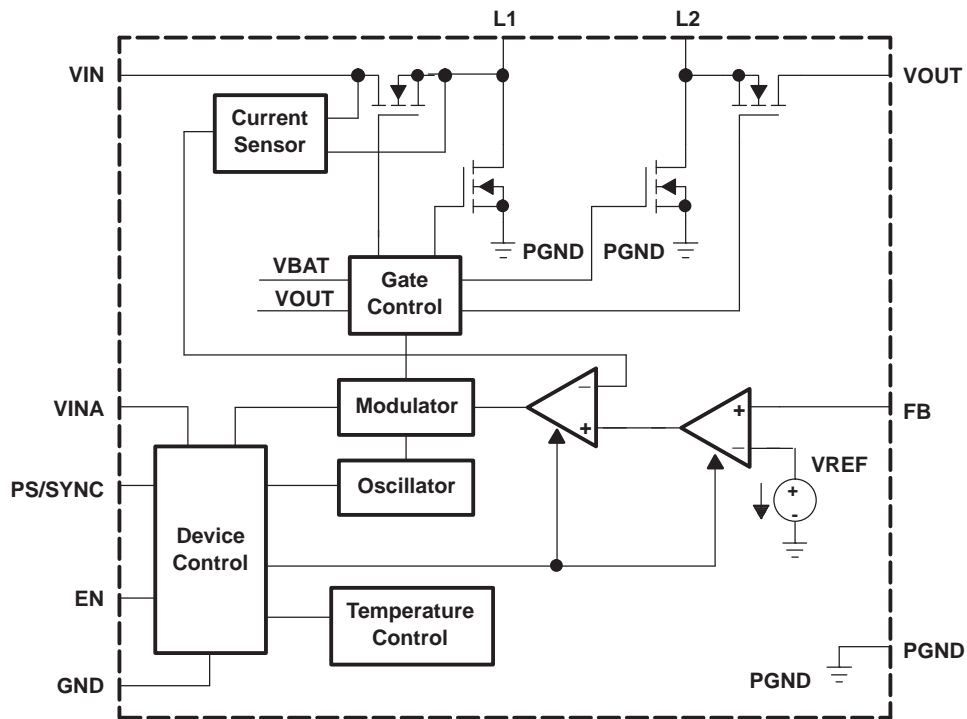 L1
L2
VIN
VOUT
Current
Sensor
PGND
PGND
VBAT
VOUT
Gate
Control
VINA
Modulator
–
+
+
–
FB
VREF
+
-
PS/SYNC
Oscillator
Device
Control
EN
Temperature
Control
PGND
PGND
GND